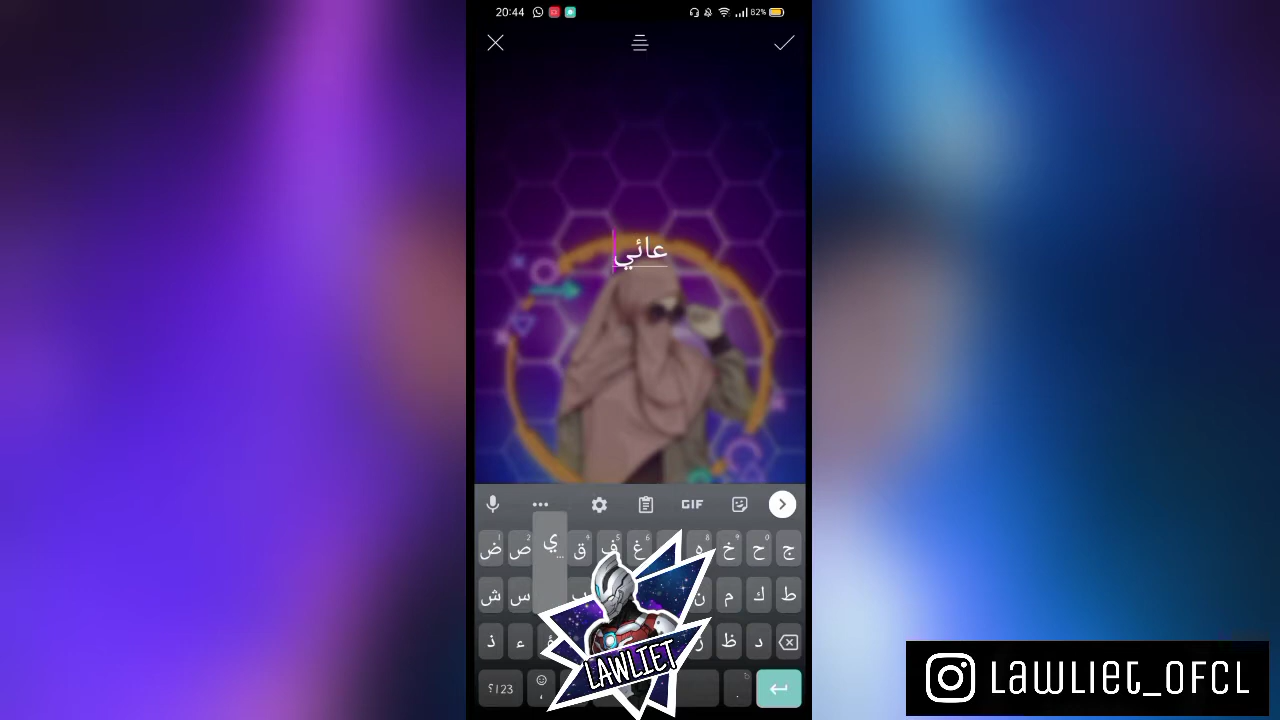 20:44
82%
عائي
GIF
ض ص ي ق ف غ ه خ ح ج
ش س ن م ك ط
ذ ء ظ د
؟123
LAWLIET
LAWLIET_OFCL